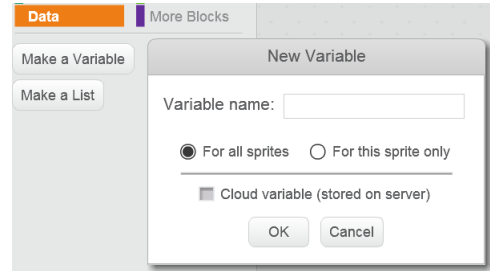 Data
More Blocks
Make a Variable
Make a List
New Variable
Variable name:
For all sprites
For this sprite only
Cloud variable (stored on server)
OK
Cancel